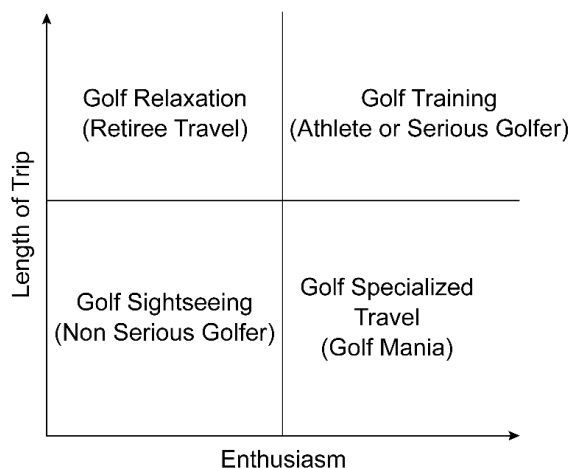 Length of Trip
Golf Relaxation
(Retiree Travel)
Golf Training
(Athlete or Serious Golfer)
Golf Sightseeing
(Non Serious Golfer)
Golf Specialized
Travel
(Golf Mania)
Enthusiasm